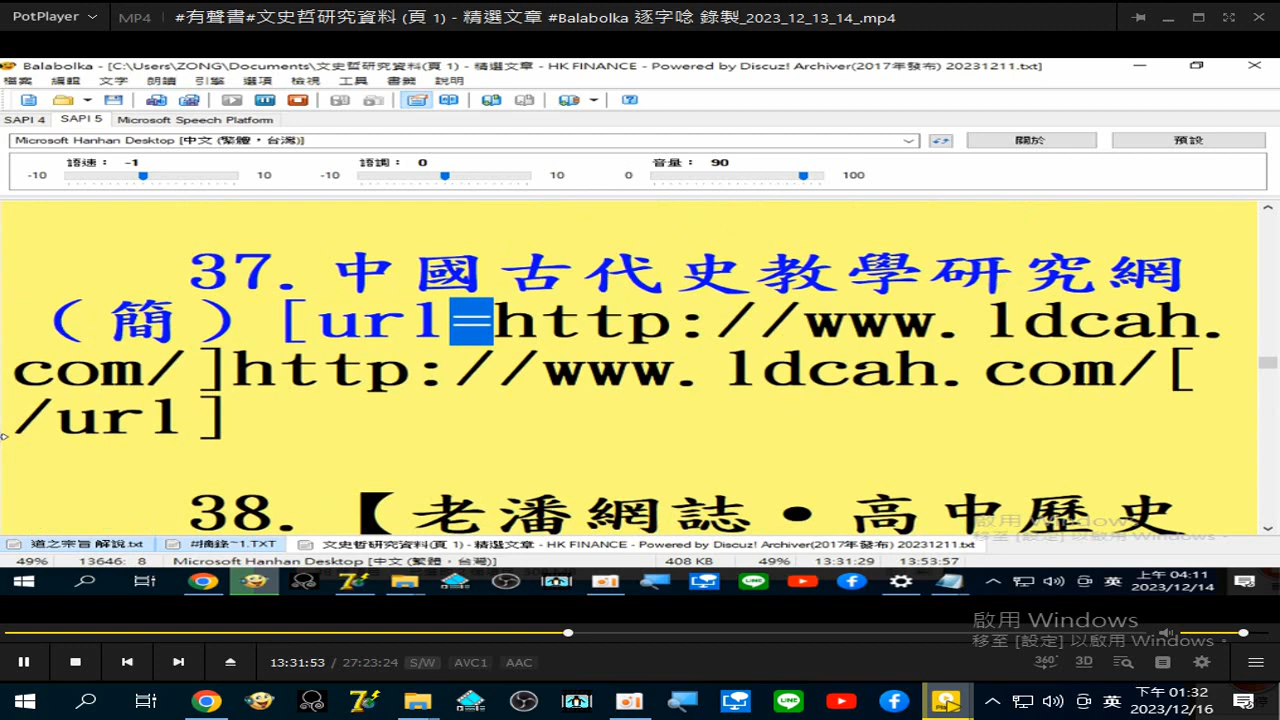 PotPlayer MP4 #有聲書#文史哲研究資料 (頁 1) - 精選文章 #Balabolka 逐字唸 錄製_2023_12_13_14_.mp4
Balabolka - [C:\Users\ZONG\Documents\文史哲研究資料(頁 1) - 精選文章 - HK FINANCE - Powered by Discuz! Archiver(2017年發布) 20231211.txt]
檔案 編輯 文字 朗讀 引擎 選項 檢視 工具 書籤 說明
SAPI 4 SAPI 5 Microsoft Speech Platform
Microsoft Hanhan Desktop [中文 (繁體，台灣)] 關於 預設
語速： -1 語調： 0 音量： 90
-10 10 -10 10 0 100
37. 中國古代史教學研究網
（簡）[url=http://www.ldcah.
com/]http://www.ldcah.com/[
/url]
38. 【老潘網誌•高中歷史
啟用 Windows
移至 [設定] 以啟用 Windows。
道之宗旨 解說.txt #摘錄~1.TXT 文史哲研究資料(頁 1) - 精選文章 - HK FINANCE - Powered by Discuz! Archiver(2017年發布) 20231211.txt
49% 13646: 8 Microsoft Hanhan Desktop [中文 (繁體，台灣)] 408 KB 49% 13:31:29 13:53:57
英 上午 04:11
2023/12/14
啟用 Windows
移至 [設定] 以啟用 Windows。
13:31:53 / 27:23:24 S/W AVC1 AAC 360° 3D
英 下午 01:32
2023/12/16